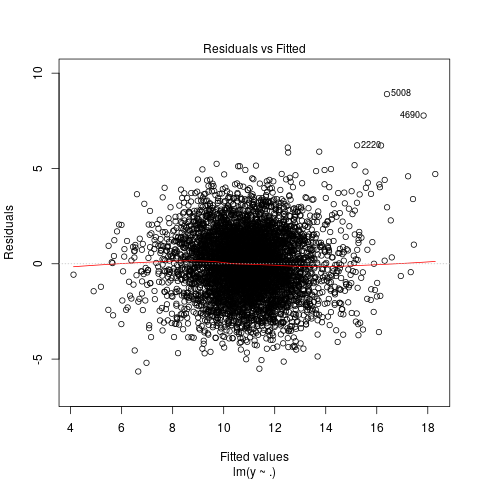 Residuals vs Fitted
10
5
0
-5
Residuals
5008
4690
2220
4 6 8 10 12 14 16 18
Fitted values
lm(y ~ .)